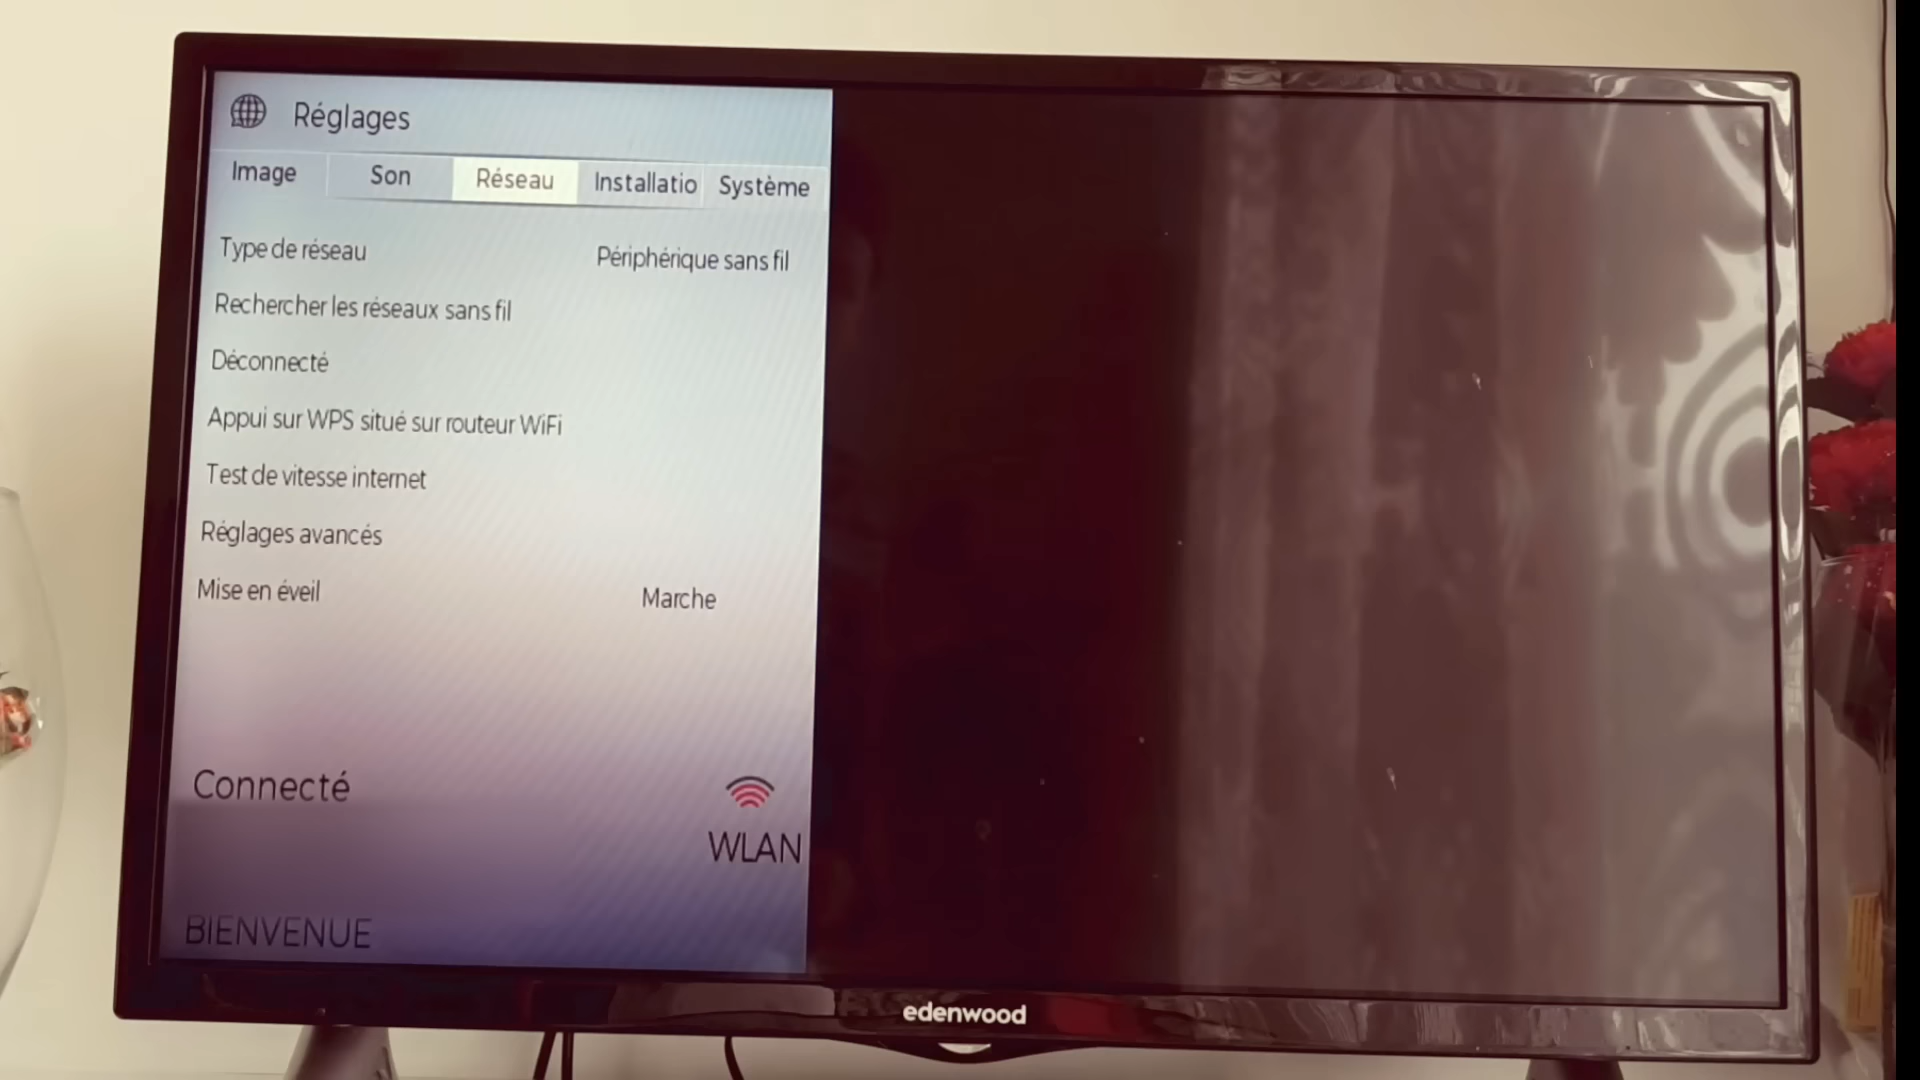 Réglages
Image Son Réseau Installatio Système
Type de réseau Périphérique sans fil
Rechercher les réseaux sans fil
Déconnecté
Appui sur WPS situé sur routeur WiFi
Test de vitesse internet
Réglages avancés
Mise en éveil Marche
Connecté
WLAN
BIENVENUE
edenwood